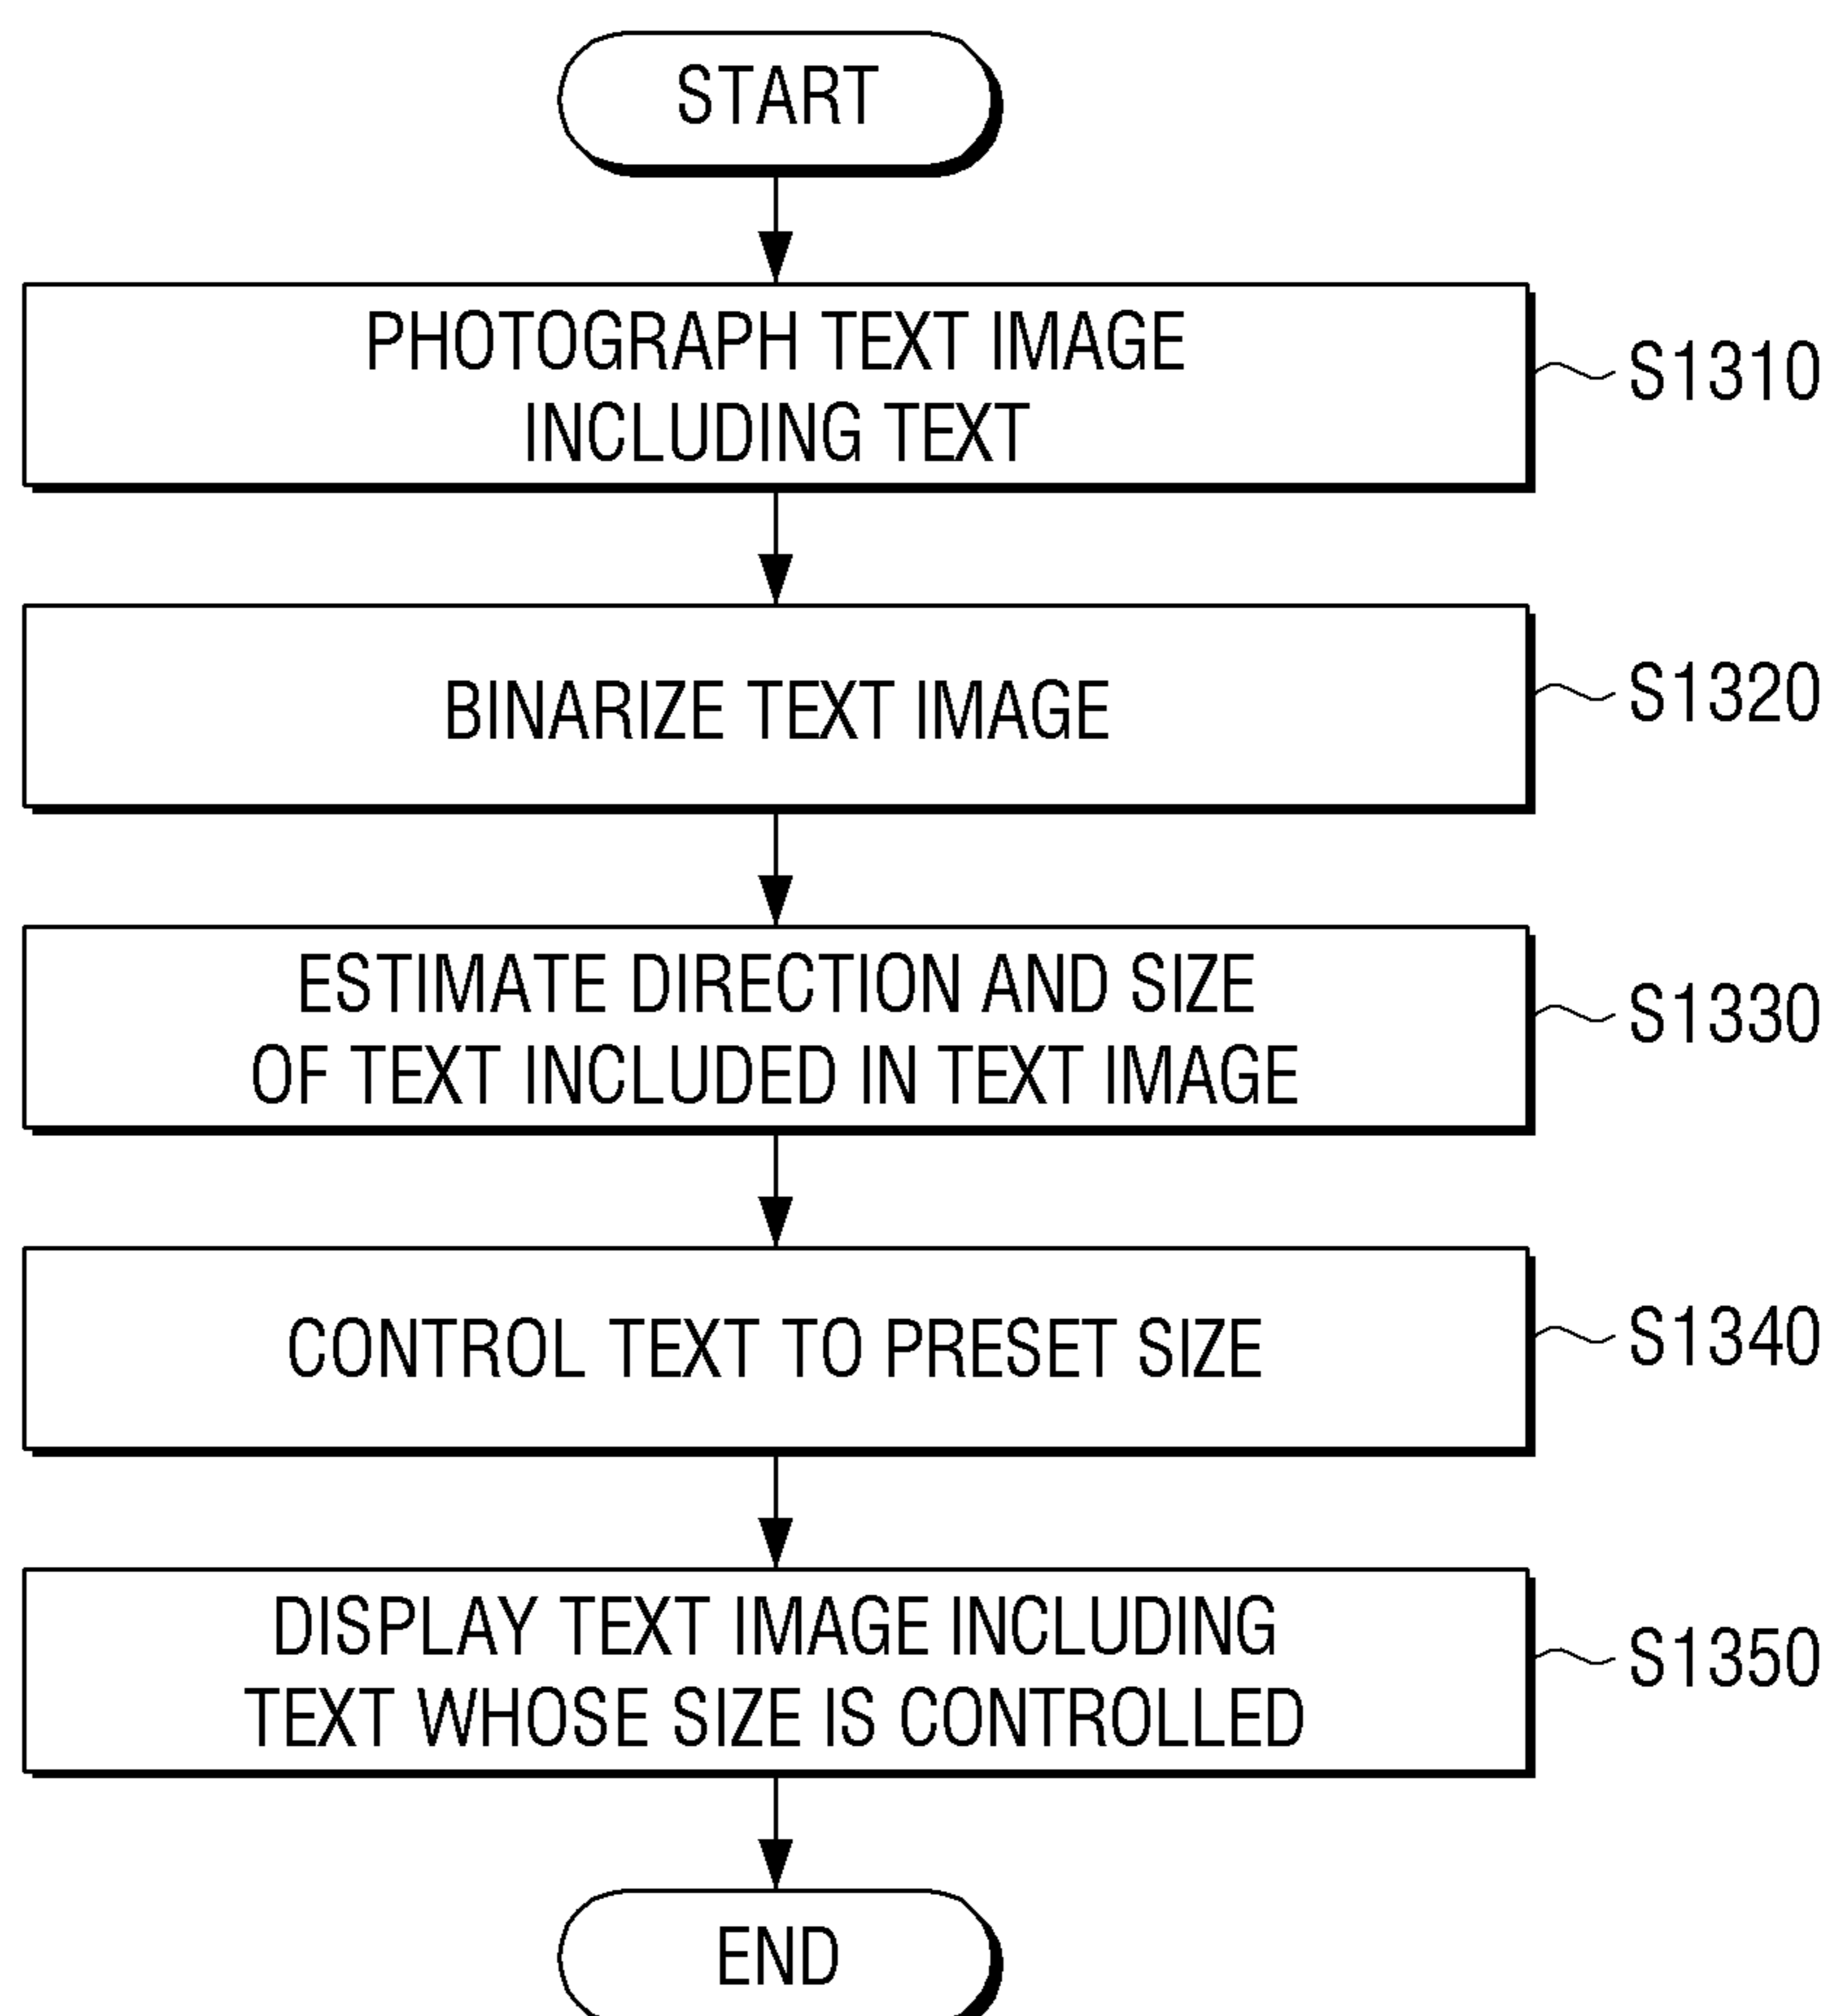 START
PHOTOGRAPH TEXT IMAGE
INCLUDING TEXT
S1310
BINARIZE TEXT IMAGE
S1320
ESTIMATE DIRECTION AND SIZE
OF TEXT INCLUDED IN TEXT IMAGE
S1330
CONTROL TEXT TO PRESET SIZE
S1340
DISPLAY TEXT IMAGE INCLUDING
TEXT WHOSE SIZE IS CONTROLLED
S1350
END